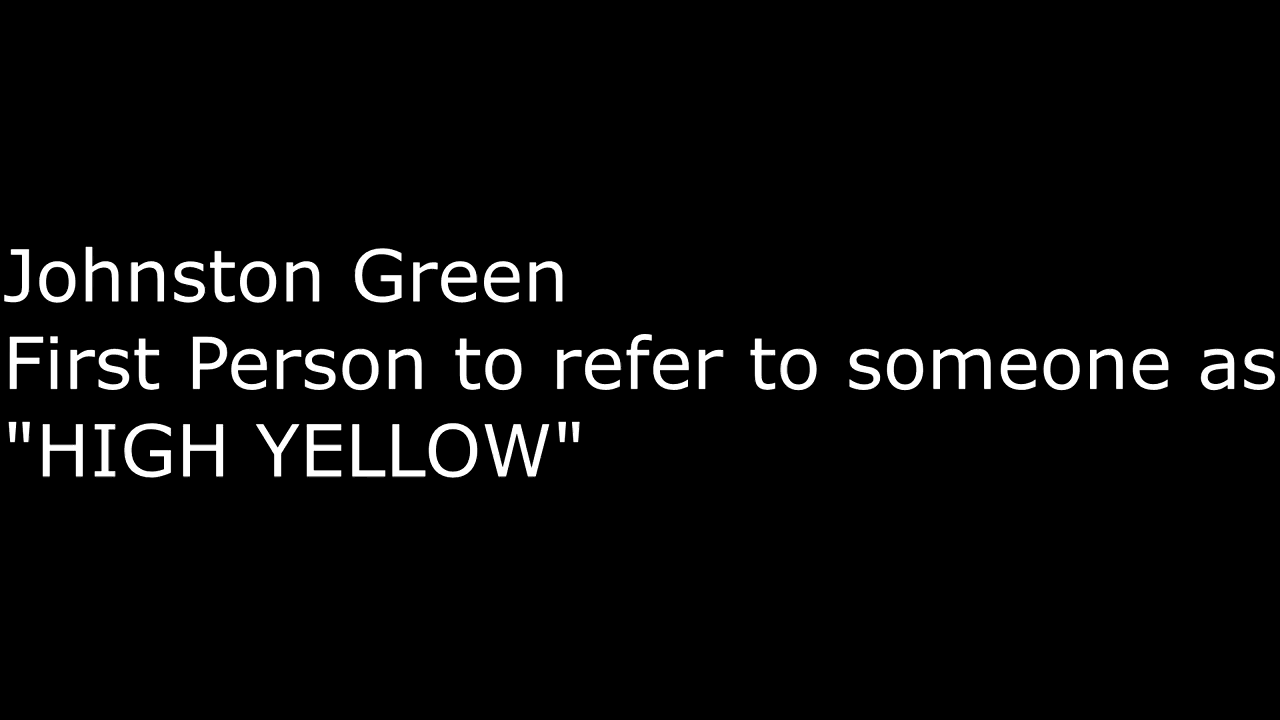 Johnston Green
First Person to refer to someone as
"HIGH YELLOW"